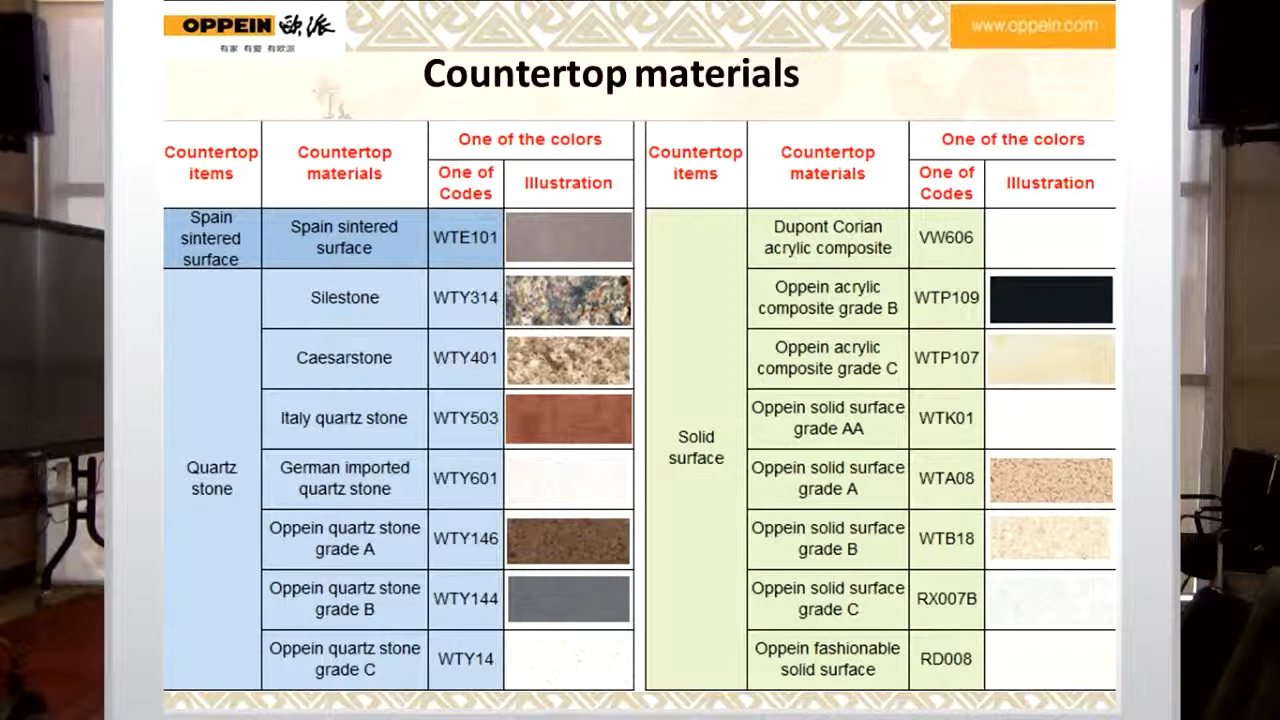 OPPEIN 欧派
有家 有爱 有欧派
www.oppein.com
Countertop materials
Countertop items
Countertop materials
One of the colors
One of Codes
Illustration
Countertop items
Countertop materials
One of the colors
One of Codes
Illustration
Spain sintered surface
Spain sintered surface
WTE101
Quartz stone
Silestone
WTY314
Caesarstone
WTY401
Italy quartz stone
WTY503
German imported quartz stone
WTY601
Oppein quartz stone grade A
WTY146
Oppein quartz stone grade B
WTY144
Oppein quartz stone grade C
WTY14
Solid surface
Dupont Corian acrylic composite
VW606
Oppein acrylic composite grade B
WTP109
Oppein acrylic composite grade C
WTP107
Oppein solid surface grade AA
WTK01
Oppein solid surface grade A
WTA08
Oppein solid surface grade B
WTB18
Oppein solid surface grade C
RX007B
Oppein fashionable solid surface
RD008